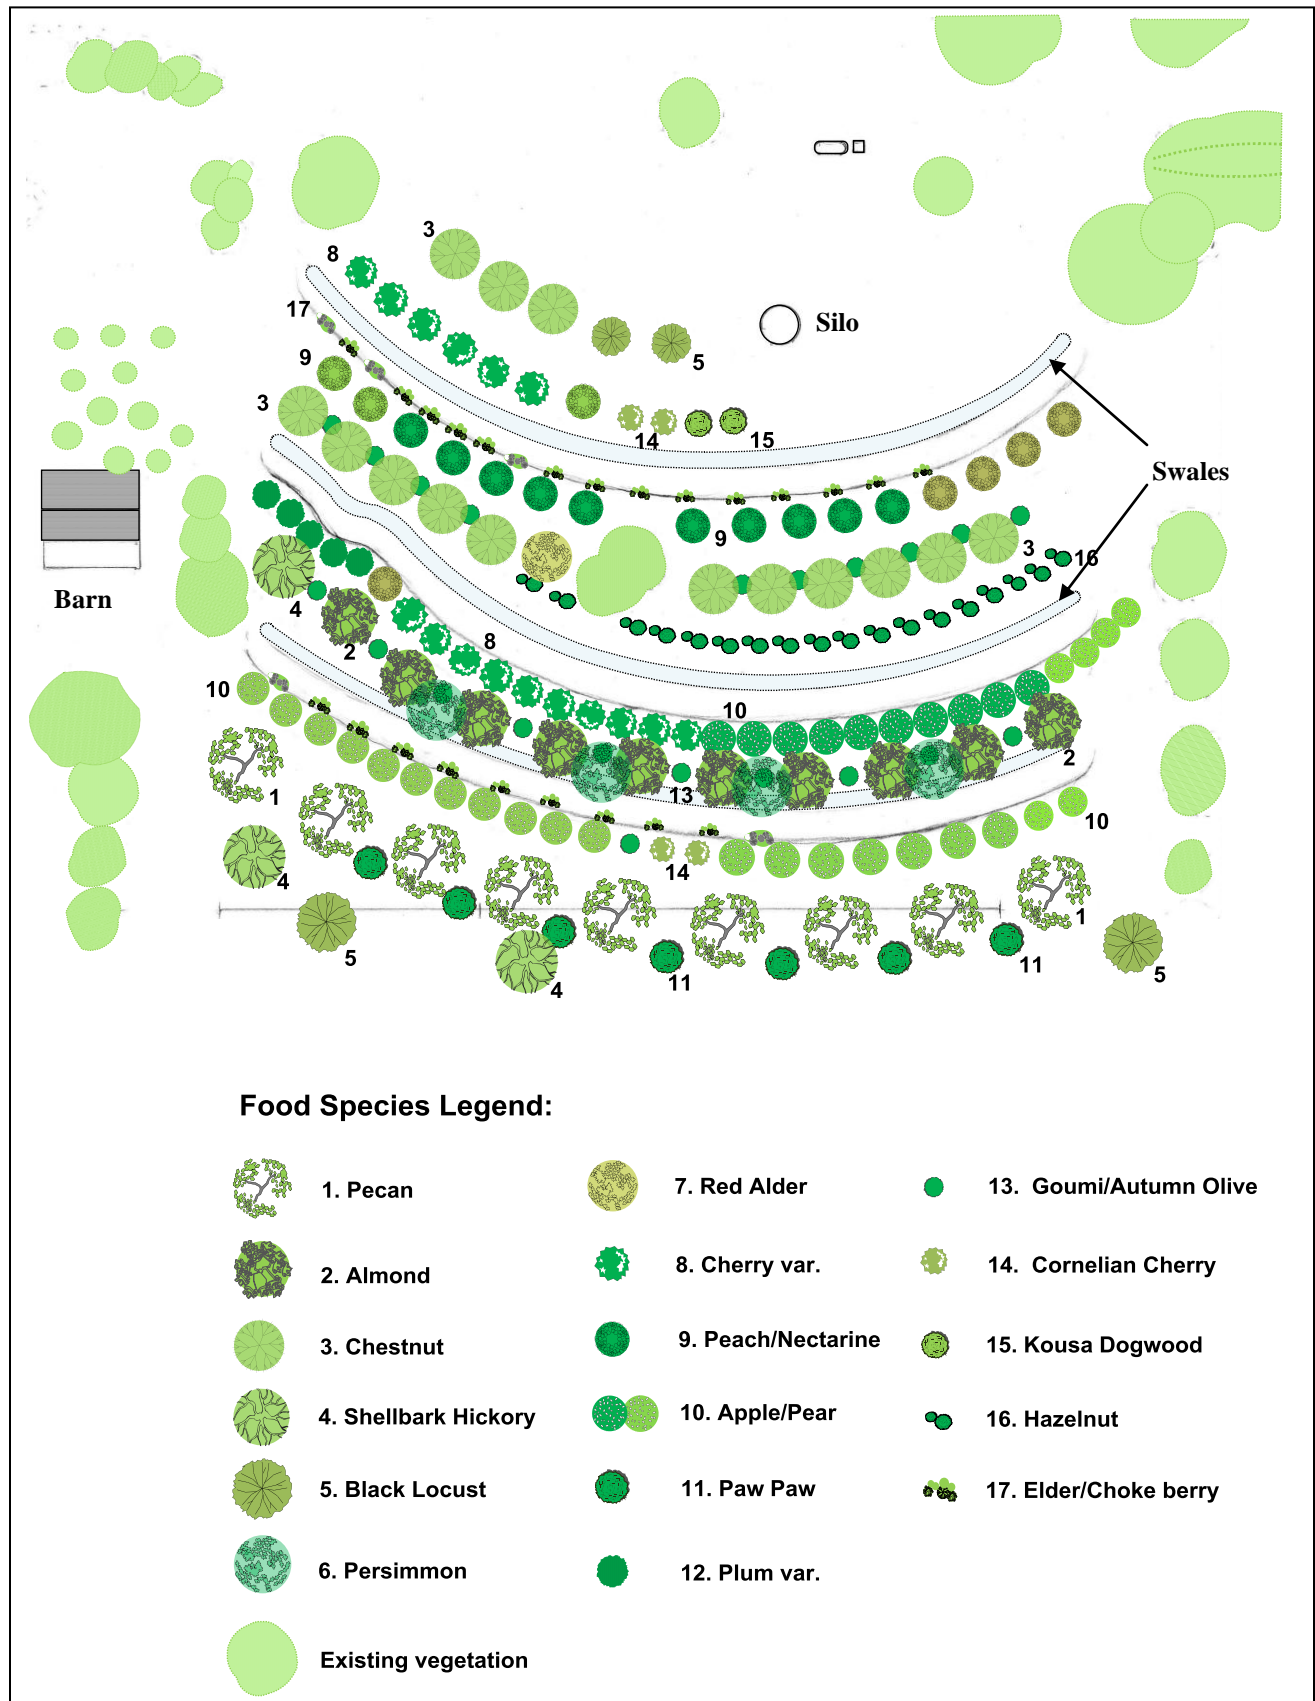 3
8
17
Silo
9
5
3
14
15
Swales
9
3
16
Barn
4
2
8
10
10
2
1
13
10
14
4
1
5
11
11
4
5
Food Species Legend:
1. Pecan
2. Almond
3. Chestnut
4. Shellbark Hickory
5. Black Locust
6. Persimmon
Existing vegetation
7. Red Alder
8. Cherry var.
9. Peach/Nectarine
10. Apple/Pear
11. Paw Paw
12. Plum var.
13. Goumi/Autumn Olive
14. Cornelian Cherry
15. Kousa Dogwood
16. Hazelnut
17. Elder/Choke berry